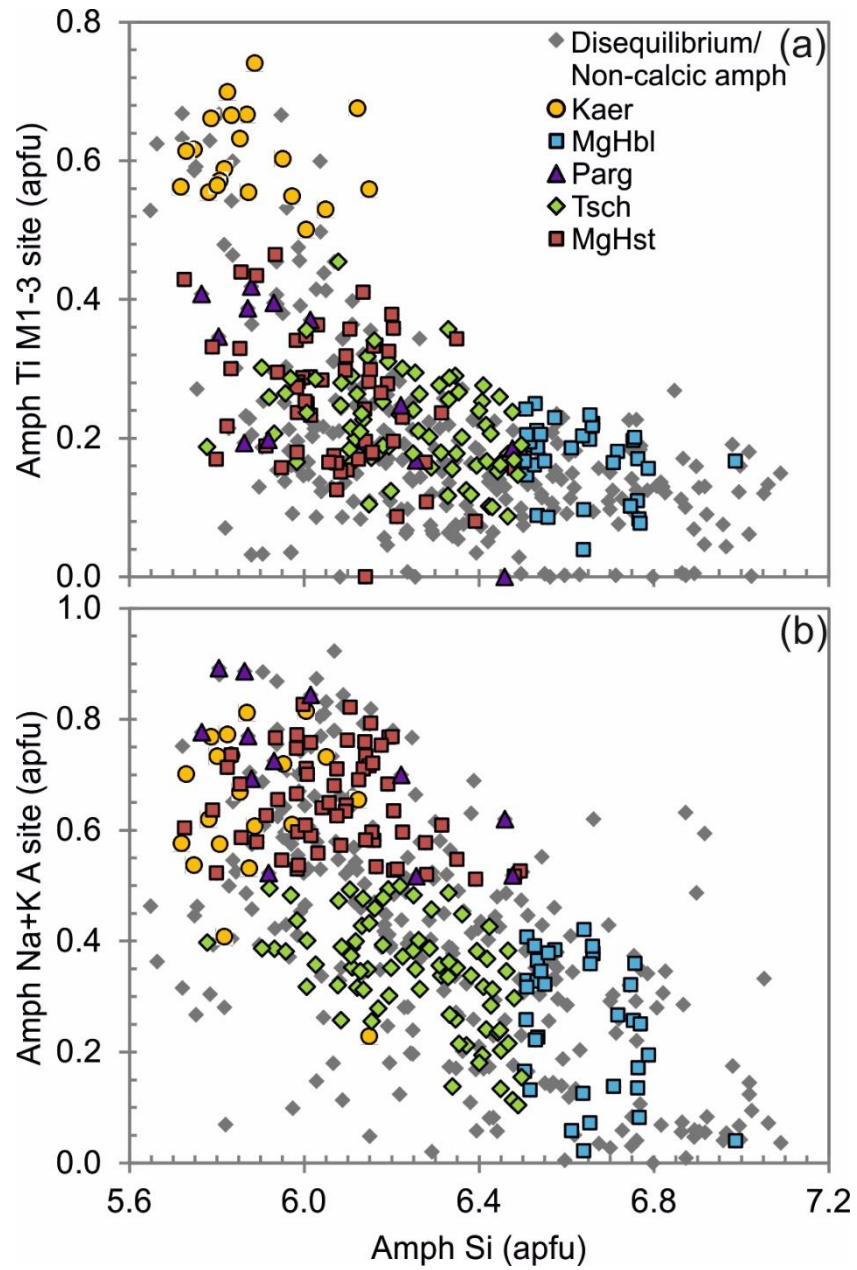 0.8
Amph Ti M1-3 site (apfu)
0.6
0.4
0.2
0.0
(a)
Disequilibrium/
Non-calcic amph
Kaer
MgHbl
Parg
Tsch
MgHst
1.0
Amph Na+K A site (apfu)
0.8
0.6
0.4
0.2
0.0
(b)
5.6 6.0 6.4 6.8 7.2
Amph Si (apfu)